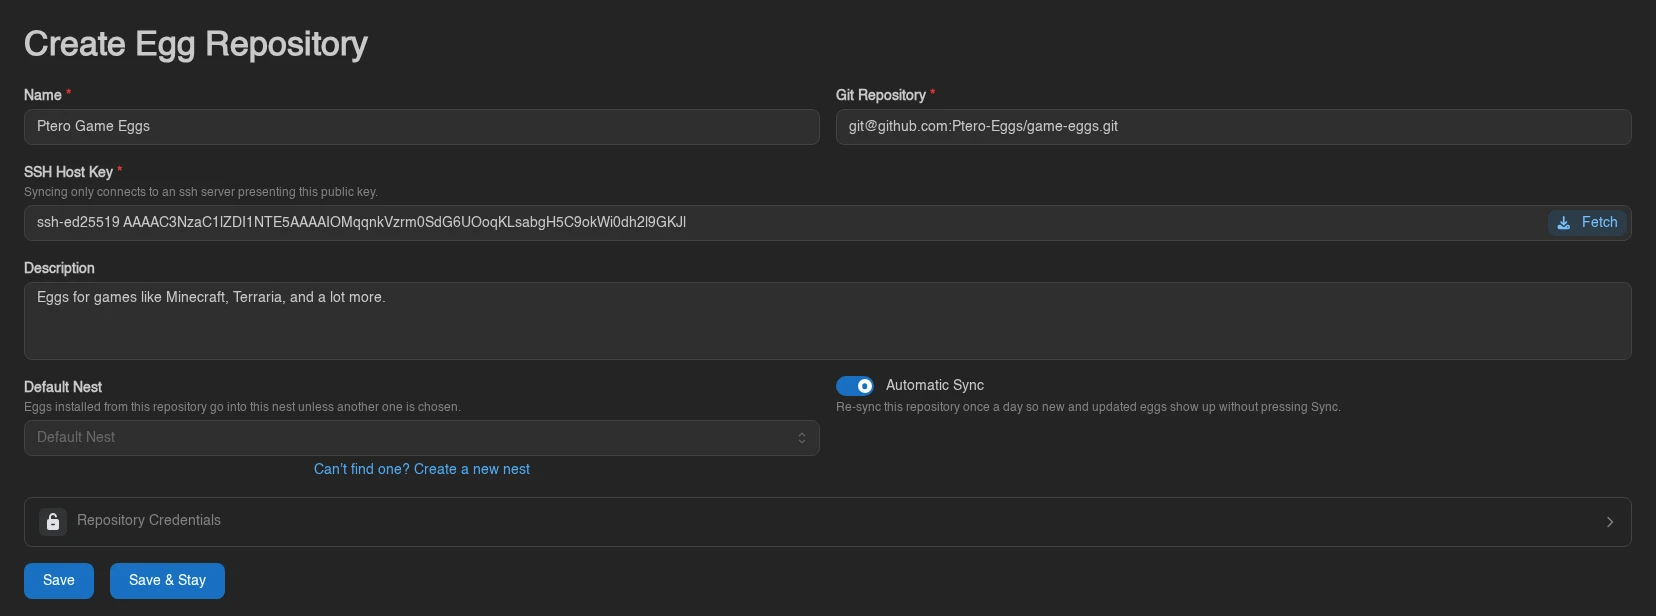 Create Egg Repository
Name *
Git Repository *
Ptero Game Eggs
git@github.com:Ptero-Eggs/game-eggs.git
SSH Host Key *
Syncing only connects to an ssh server presenting this public key.
ssh-ed25519 AAAAC3NzaC1lZDI1NTE5AAAAIOMqqnkVzrm0SdG6UOoqKLsabgH5C9okWi0dh2l9GKJl
Fetch
Description
Eggs for games like Minecraft, Terraria, and a lot more.
Default Nest
Automatic Sync
Eggs installed from this repository go into this nest unless another one is chosen.
Re-sync this repository once a day so new and updated eggs show up without pressing Sync.
Default Nest
Can't find one? Create a new nest
Repository Credentials
Save
Save & Stay